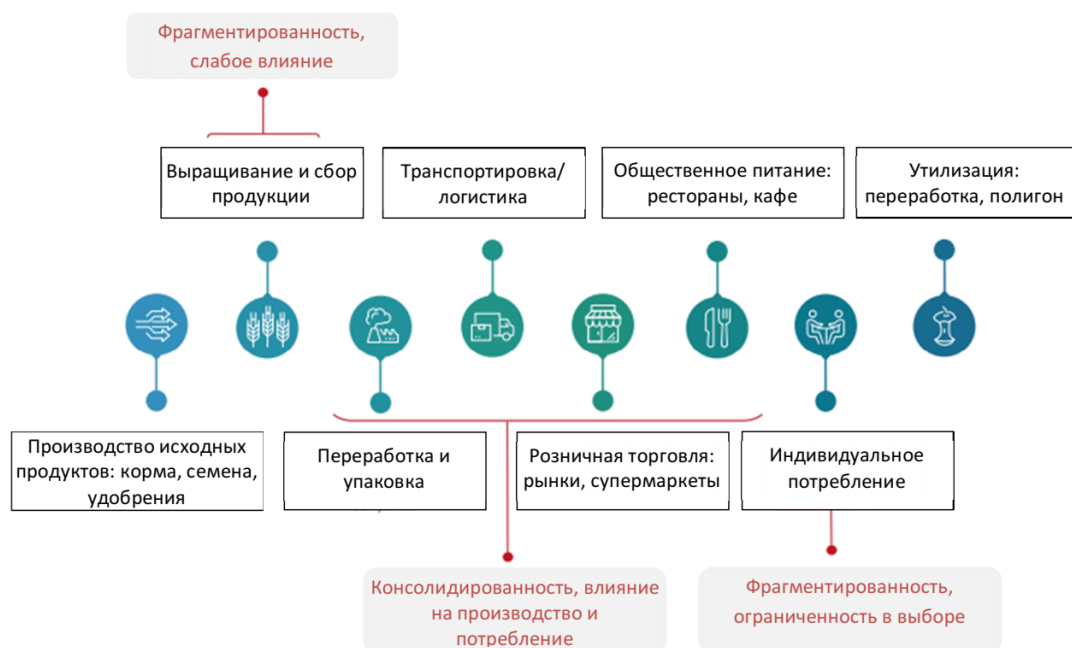 Фрагментированность,
слабое влияние
Выращивание и сбор
продукции
Транспортировка/
логистика
Общественное питание:
рестораны, кафе
Утилизация:
переработка, полигон
Производство исходных
продуктов: корма, семена,
удобрения
Переработка и
упаковка
Розничная торговля:
рынки, супермаркеты
Индивидуальное
потребление
Консолидированность, влияние
на производство и
потребление
Фрагментированность,
ограниченность в выборе